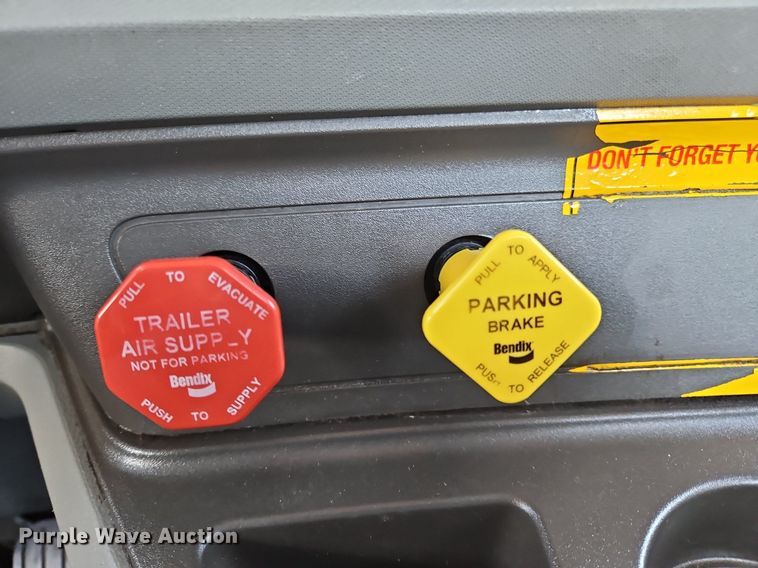 DON'T FORGET
PULL TO EVACUATE
TRAILER
AIR SUPPLY
NOT FOR PARKING
Bendix
PUSH TO SUPPLY
PULL TO APPLY
PARKING
BRAKE
Bendix
PUSH TO RELEASE
Purple Wave Auction